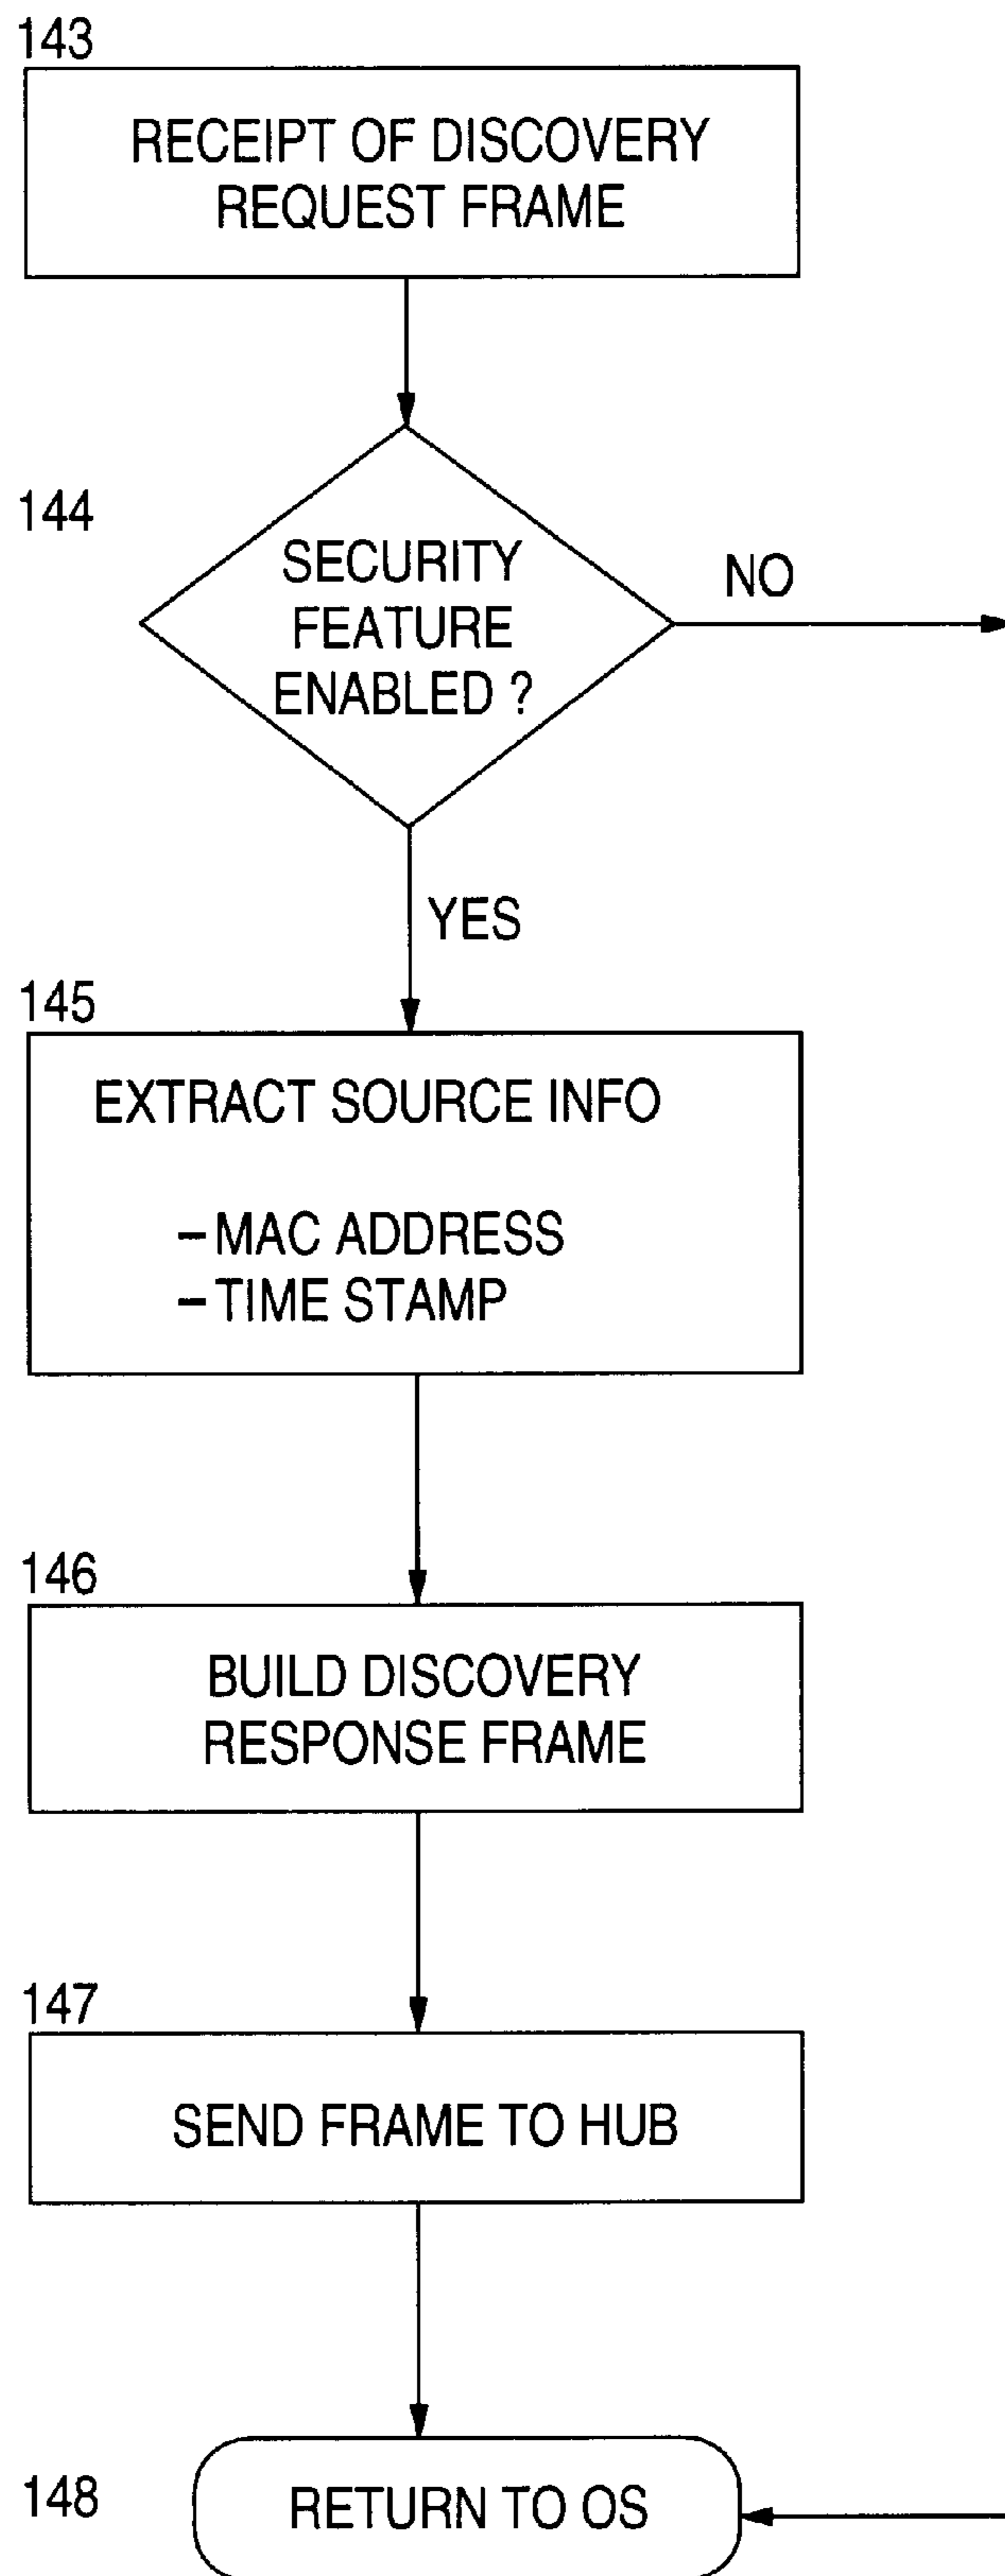 143
RECEIPT OF DISCOVERY
REQUEST FRAME
144
SECURITY
FEATURE
ENABLED ?
NO
YES
145
EXTRACT SOURCE INFO
– MAC ADDRESS
– TIME STAMP
146
BUILD DISCOVERY
RESPONSE FRAME
147
SEND FRAME TO HUB
148
RETURN TO OS